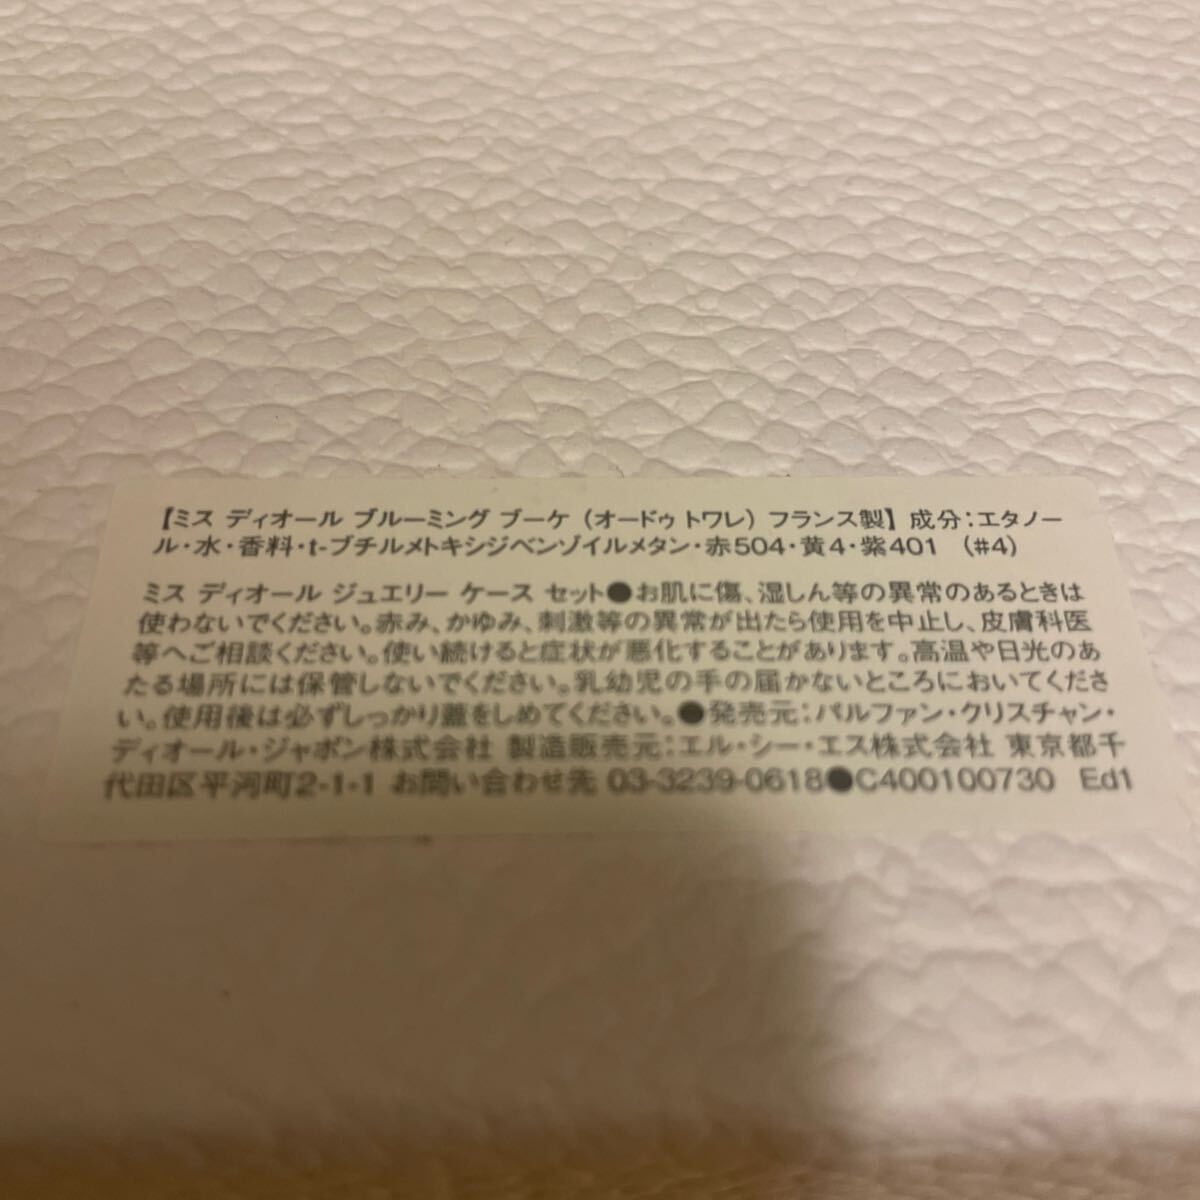 【ミス ディオール ブルーミング ブーケ (オードゥ トワレ) フランス製】 成分:エタノー
ル・水・香料・t-ブチルメトキシジベンゾイルメタン・赤504・黄4・紫401 (#4)
ミス ディオール ジュエリー ケース セット●お肌に傷、湿しん等の異常のあるときは
使わないでください。赤み、かゆみ、刺激等の異常が出たら使用を中止し、皮膚科医
等へご相談ください。使い続けると症状が悪化することがあります。高温や日光のあ
たる場所には保管しないでください。乳幼児の手の届かないところにおいてくださ
い。使用後は必ずしっかり蓋をしめてください。●発売元:パルファン・クリスチャン・
ディオール・ジャポン株式会社 製造販売元:エル・シー・エス株式会社 東京都千
代田区平河町2-1-1 お問い合わせ先 03-3239-0618●C400100730 Ed1